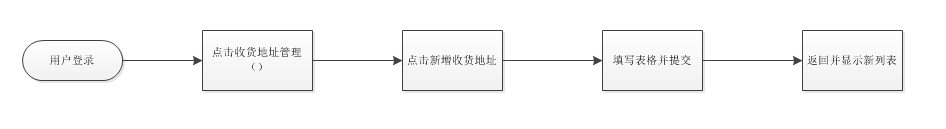 用户登录
点击收货地址管理
（）
点击新增收货地址
填写表格并提交
返回并显示新列表